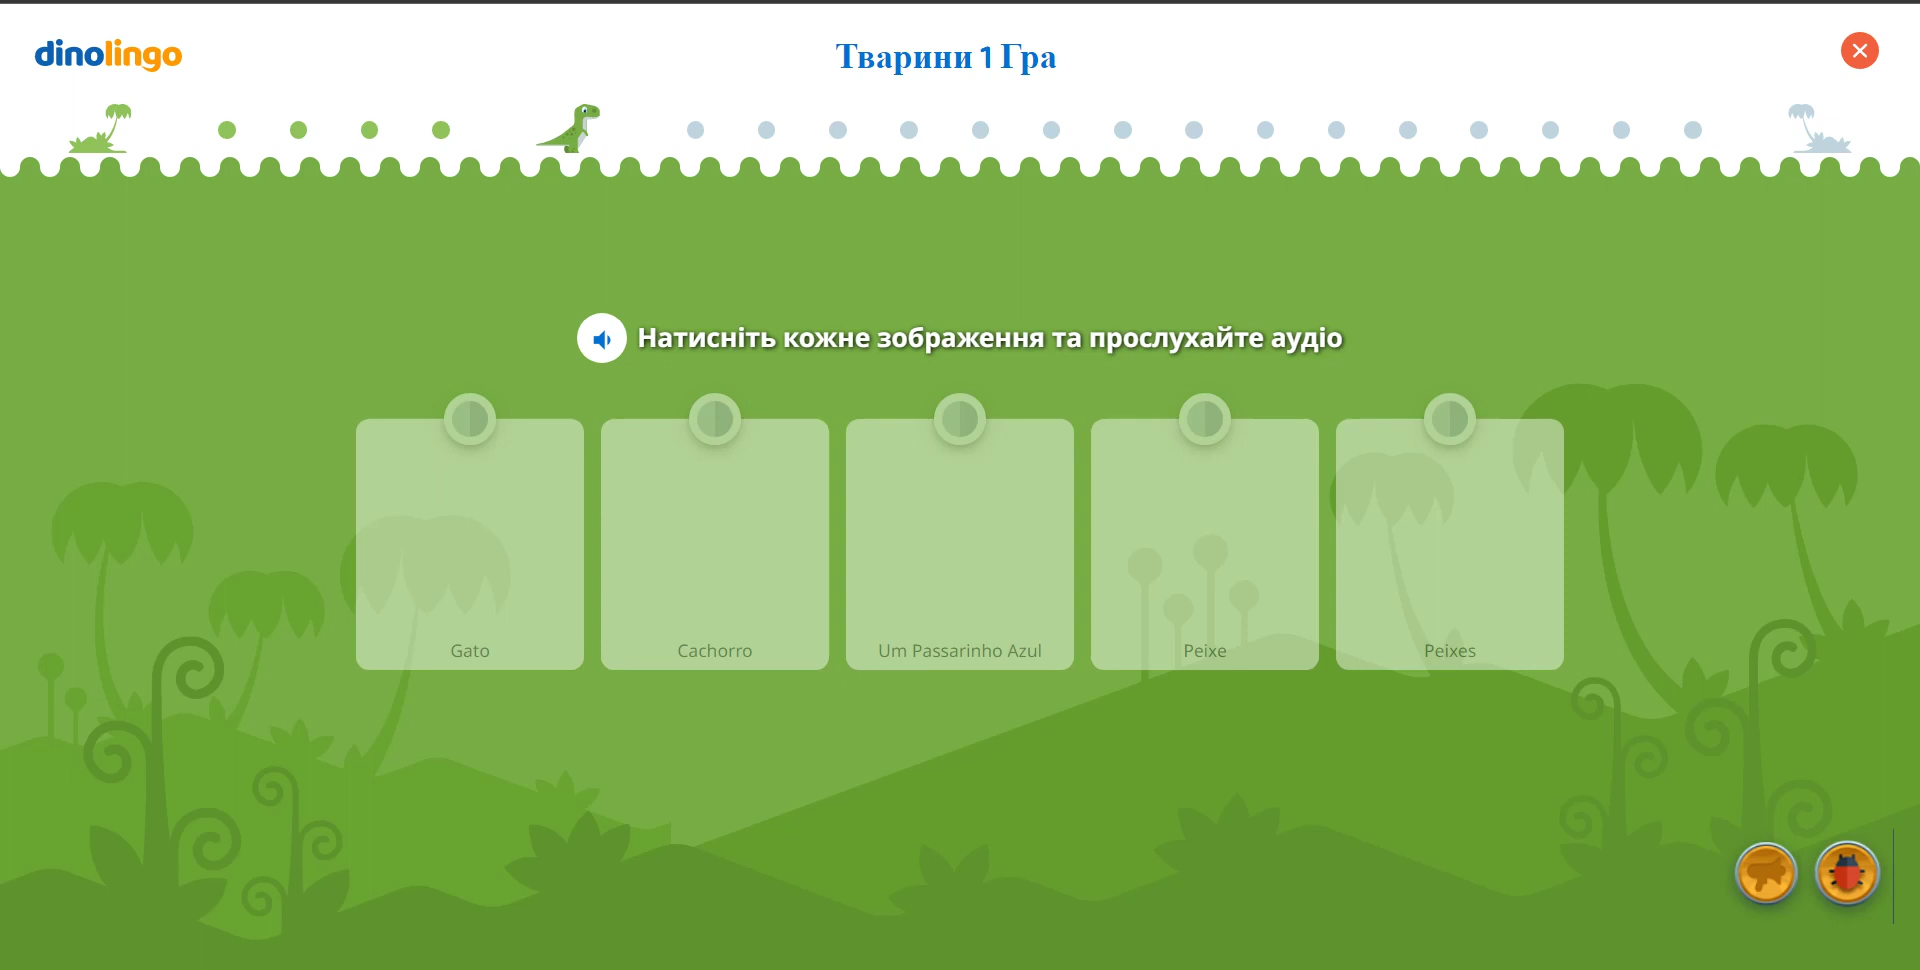 dinolingo
Тварини 1 Гра
Натисніть кожне зображення та прослухайте аудіо
Gato
Cachorro
Um Passarinho Azul
Peixe
Peixes